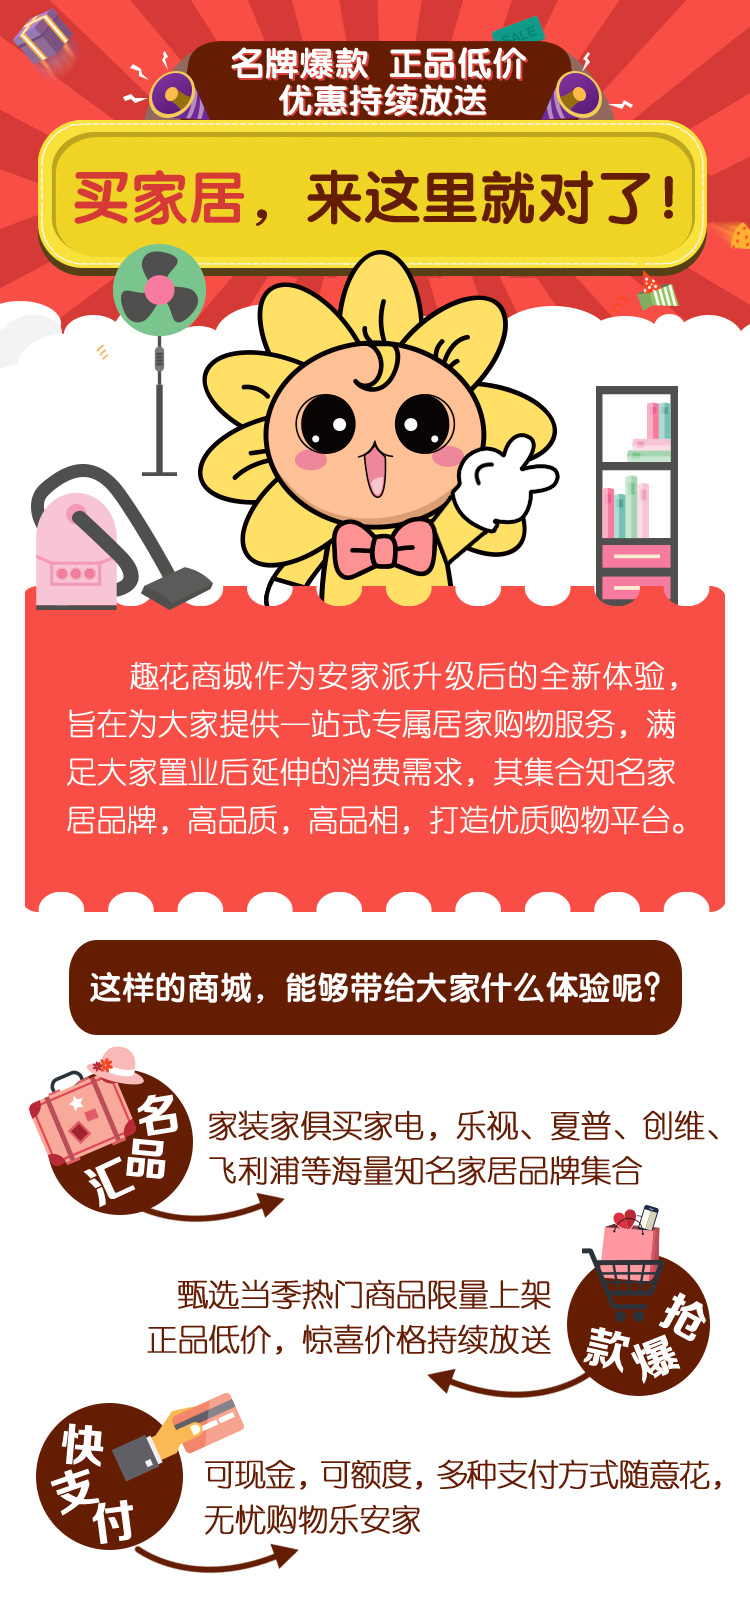 SALE
名牌爆款 正品低价
优惠持续放送
买家居，来这里就对了！
趣花商城作为安家派升级后的全新体验，
旨在为大家提供一站式专属居家购物服务，满
足大家置业后延伸的消费需求，其集合知名家
居品牌，高品质，高品相，打造优质购物平台。
这样的商城，能够带给大家什么体验呢？
名品汇
家装家俱买家电，乐视、夏普、创维、
飞利浦等海量知名家居品牌集合
甄选当季热门商品限量上架
正品低价，惊喜价格持续放送
抢爆款
快支付
可现金，可额度，多种支付方式随意花，
无忧购物乐安家